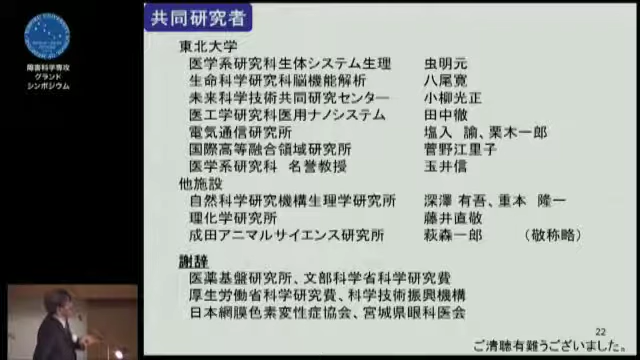 共同研究者
東北大学
医学系研究科生体システム生理 虫明元
生命科学研究科脳機能解析 八尾寛
未来科学技術共同研究センター 小柳光正
医工学研究科医用ナノシステム 田中徹
電気通信研究所 塩入 諭、栗木一郎
国際高等融合領域研究所 菅野江里子
医学系研究科 名誉教授 玉井信
他施設
自然科学研究機構生理学研究所 深澤 有吾、重本 隆一
理化学研究所 藤井直敬
成田アニマルサイエンス研究所 萩森一郎 (敬称略)
謝辞
医薬基盤研究所、文部科学省科学研究費
厚生労働省科学研究費、科学技術振興機構
日本網膜色素変性症協会、宮城県眼科医会
22
ご清聴有難うございました。
障害科学専攻
グランド
シンポジウム